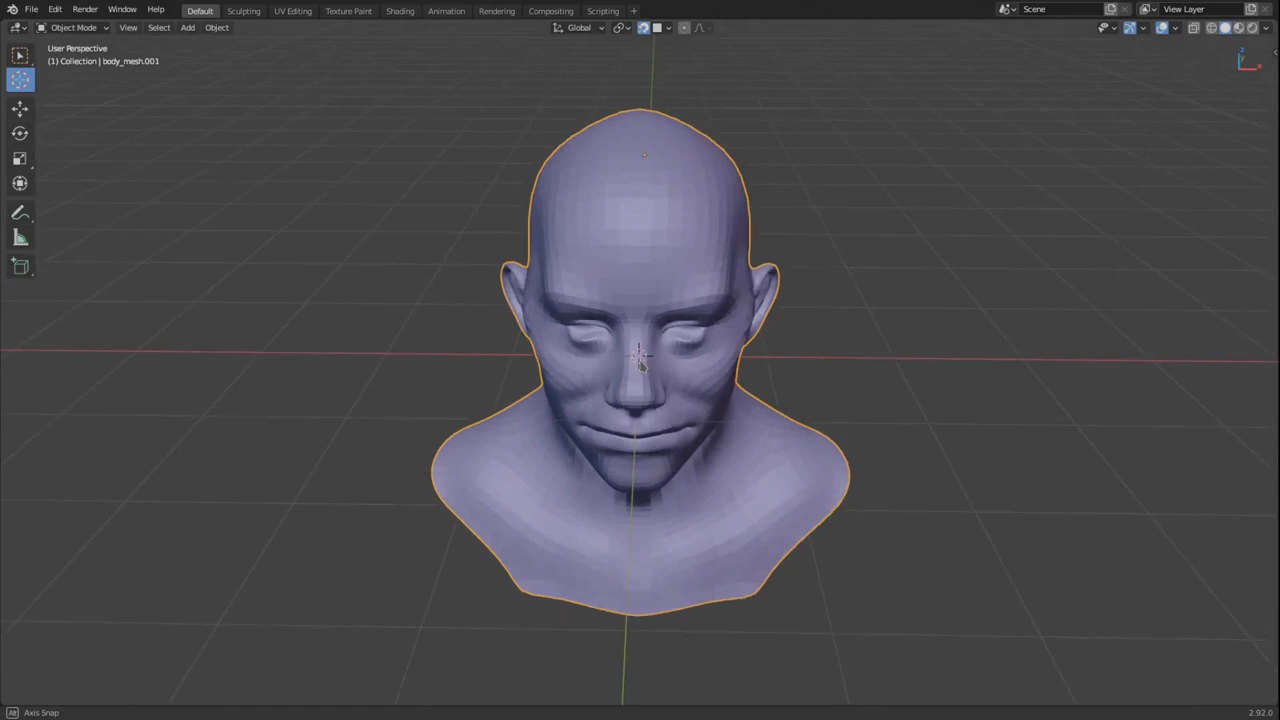 File Edit Render Window Help Default Sculpting UV Editing Texture Paint Shading Animation Rendering Compositing Scripting + Scene View Layer
Object Mode View Select Add Object Global
User Perspective
(1) Collection | body_mesh.001
Z
Y
X
Alt Axis Snap 2.92.0